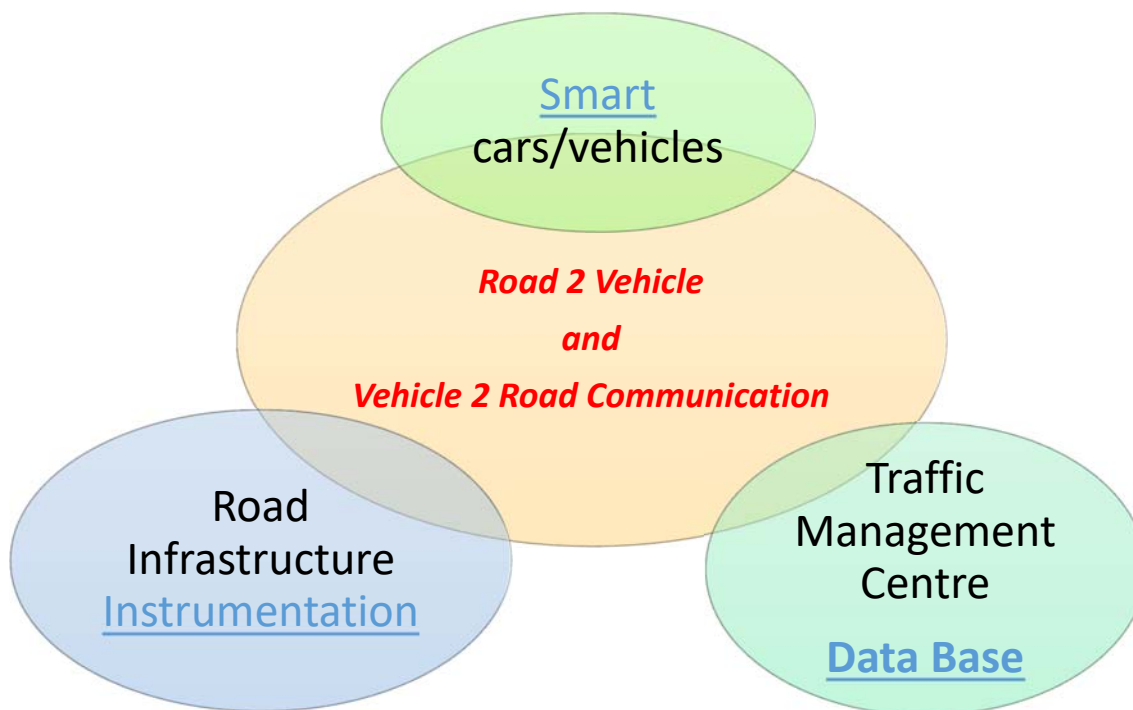 Smart
cars/vehicles
Road 2 Vehicle
and
Vehicle 2 Road Communication
Road
Infrastructure
Instrumentation
Traffic
Management
Centre
Data Base